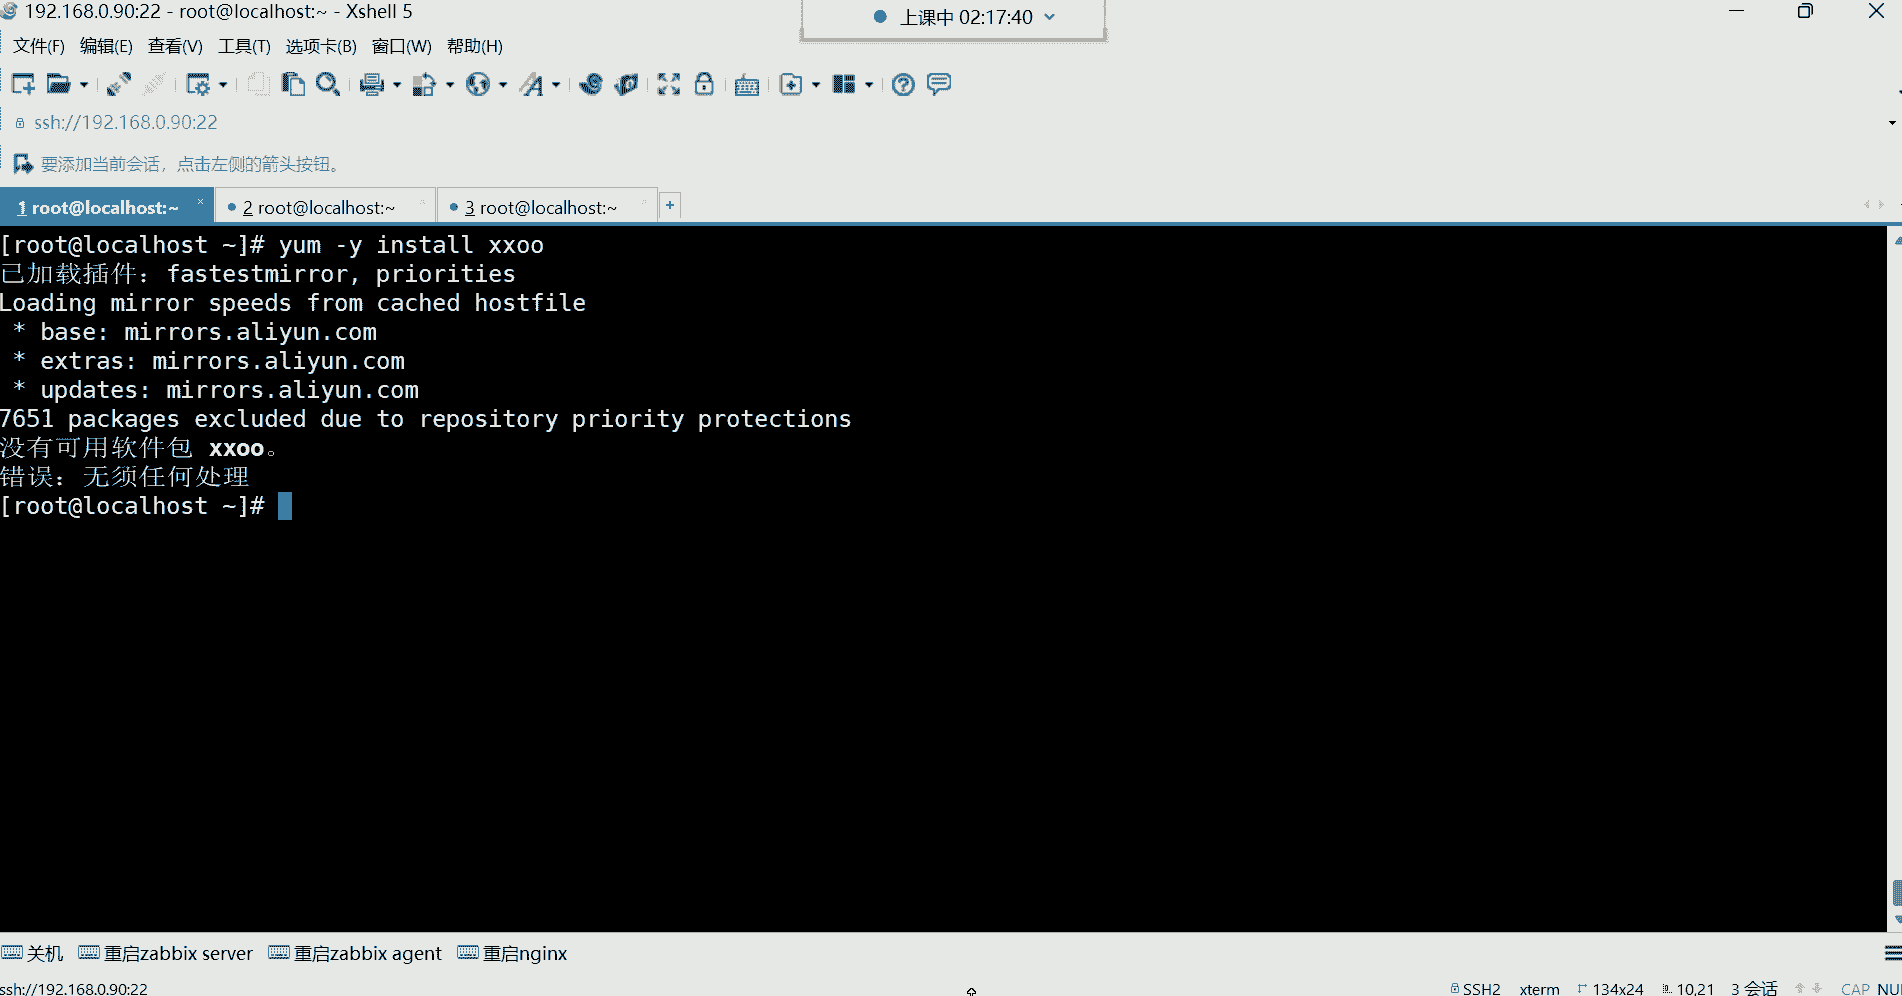 192.168.0.90:22 - root@localhost:~ - Xshell 5
上课中 02:17:40
文件(F) 编辑(E) 查看(V) 工具(T) 选项卡(B) 窗口(W) 帮助(H)
ssh://192.168.0.90:22
要添加当前会话，点击左侧的箭头按钮。
1 root@localhost:~ × 2 root@localhost:~ 3 root@localhost:~ +
[root@localhost ~]# yum -y install xxoo
已加载插件：fastestmirror, priorities
Loading mirror speeds from cached hostfile
* base: mirrors.aliyun.com
* extras: mirrors.aliyun.com
* updates: mirrors.aliyun.com
7651 packages excluded due to repository priority protections
没有可用软件包 xxoo。
错误：无须任何处理
[root@localhost ~]#
关机 重启zabbix server 重启zabbix agent 重启nginx
ssh://192.168.0.90:22 SSH2 xterm 134x24 10,21 3 会话 CAP NU